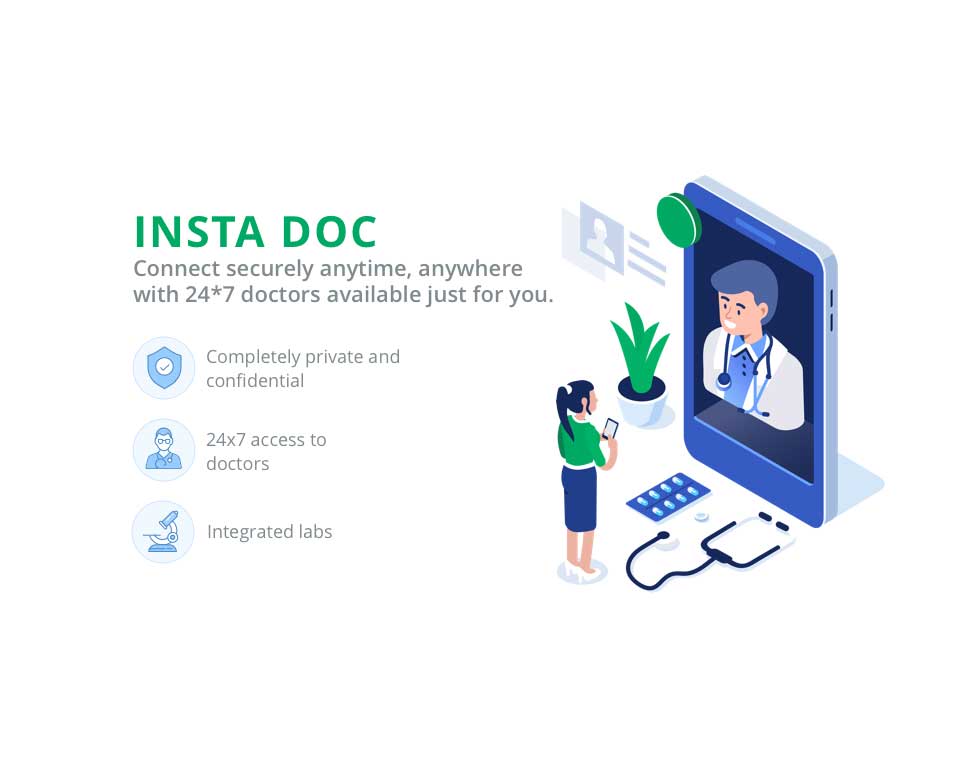 INSTA DOC
Connect securely anytime, anywhere
with 24*7 doctors available just for you.
Completely private and
confidential
24x7 access to
doctors
Integrated labs